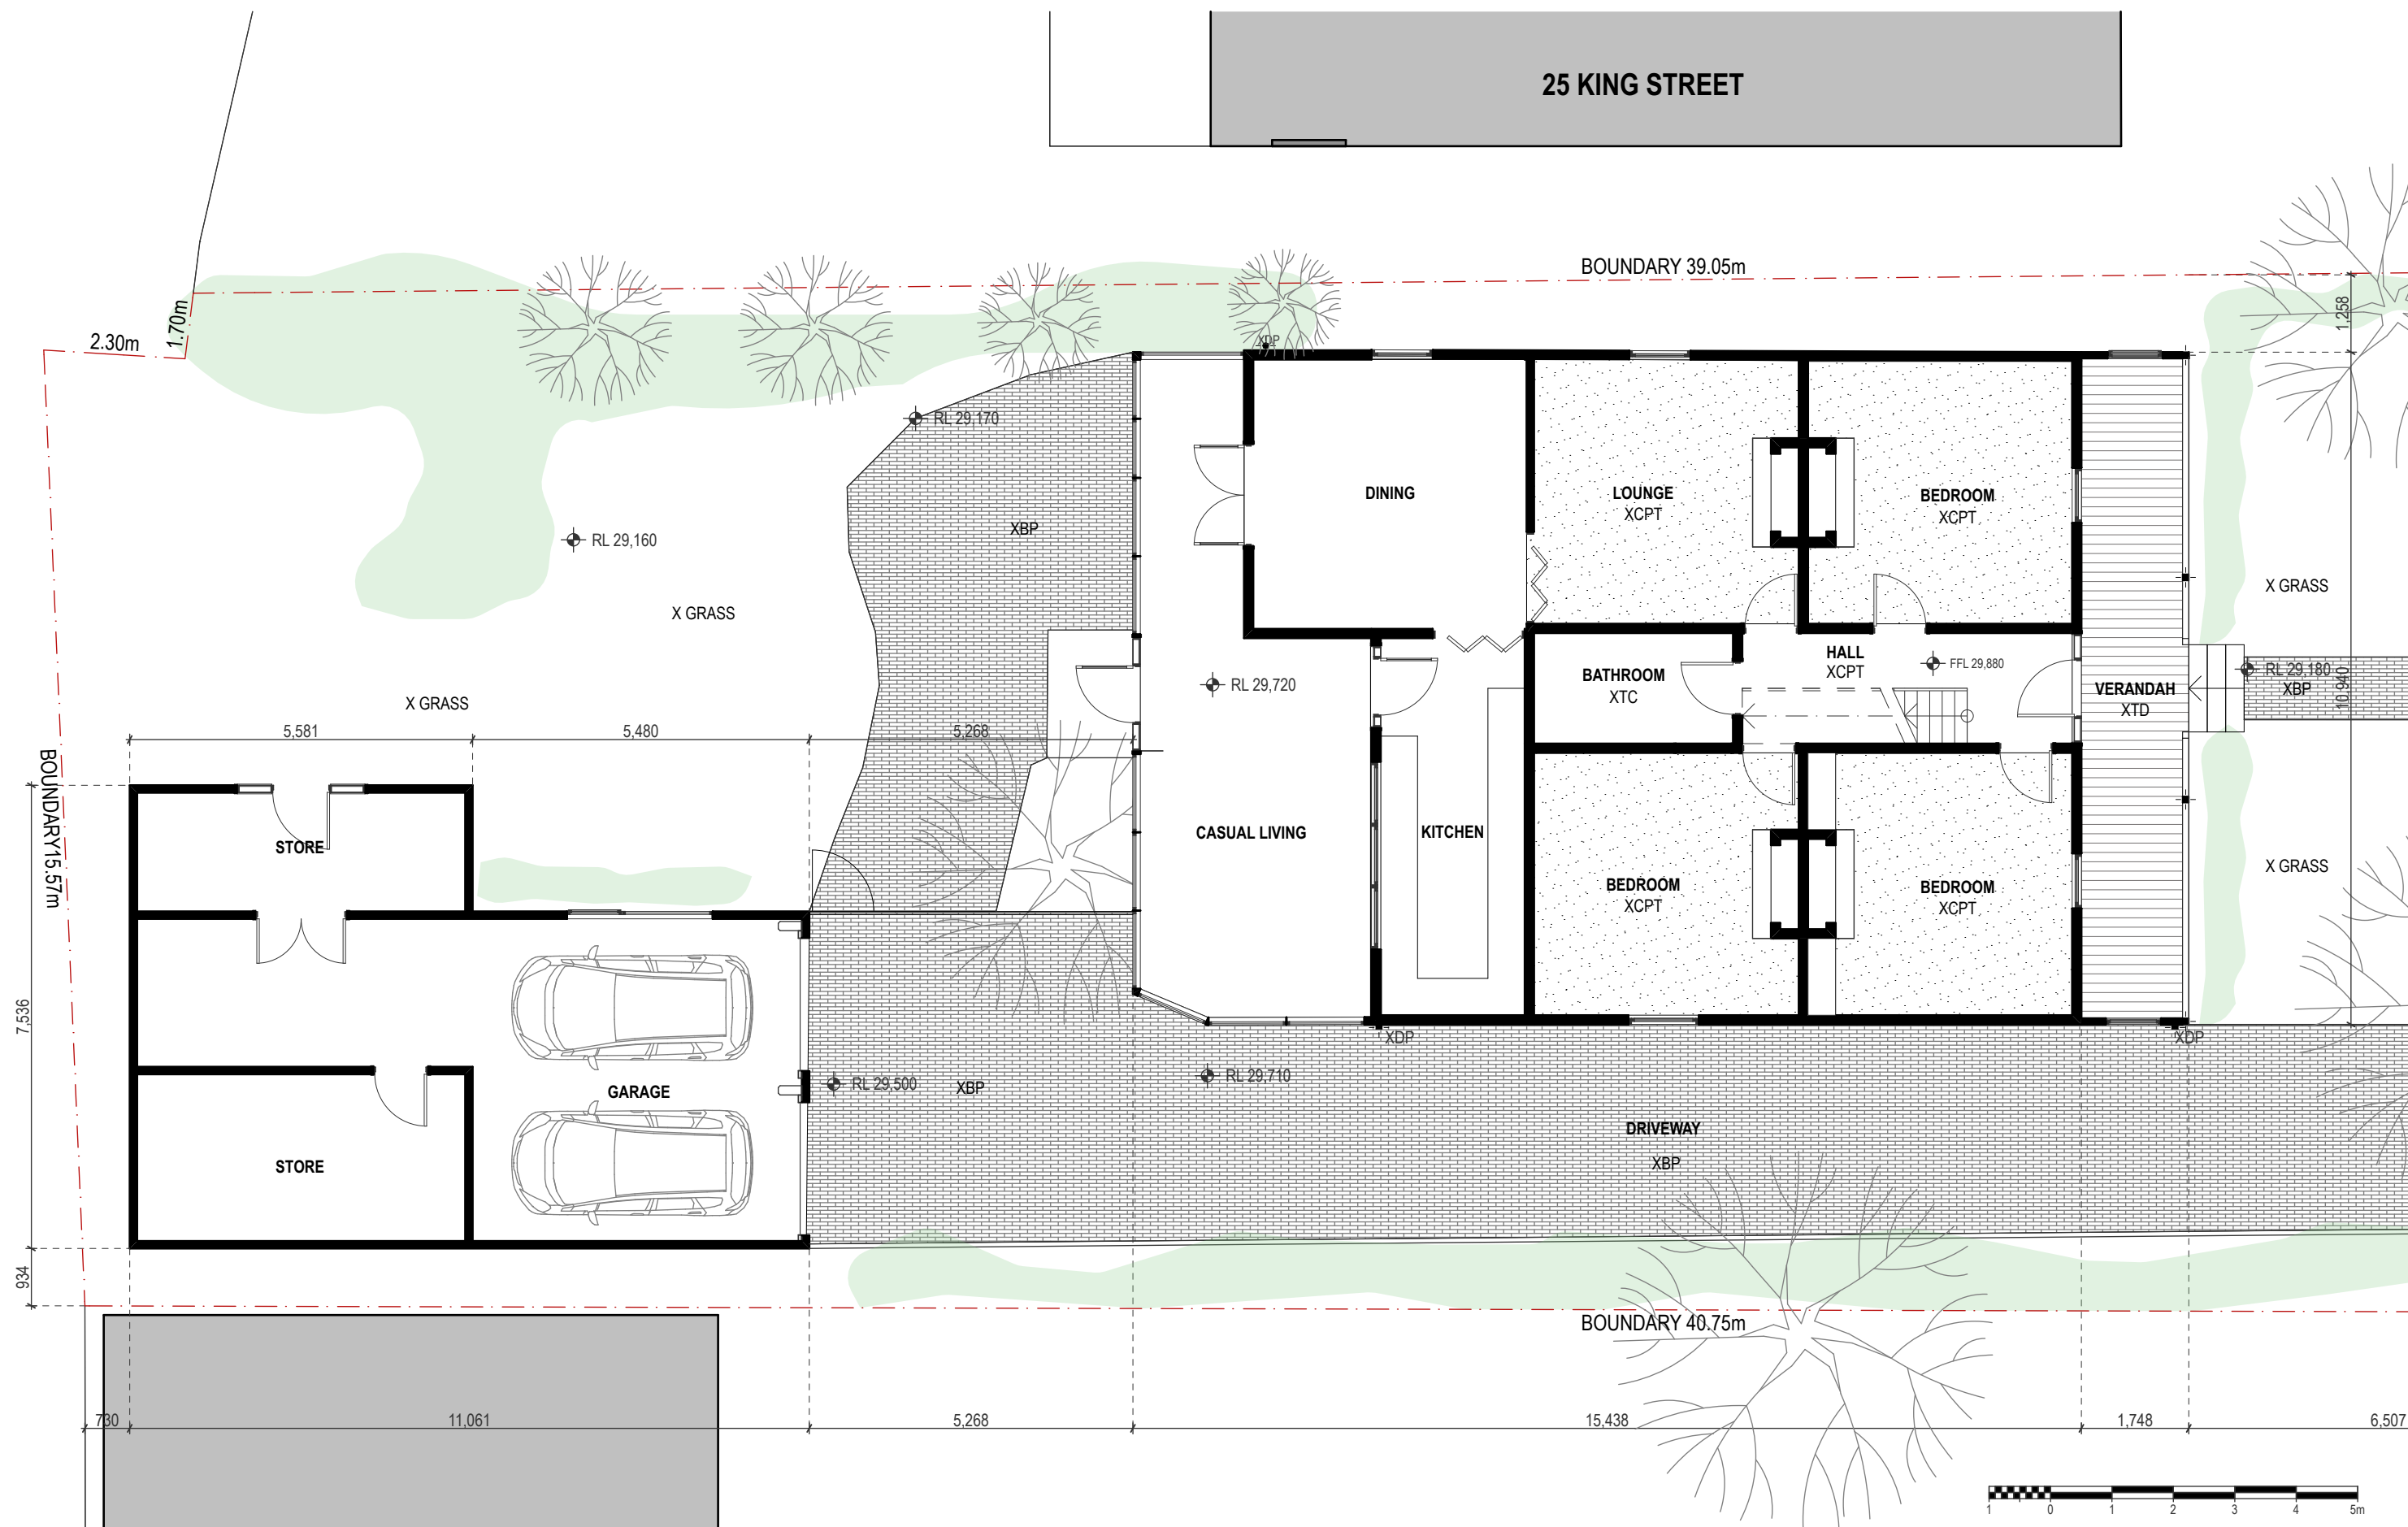 25 KING STREET
BOUNDARY 39.05m
1.70m
2.30m
1,258
XDP
RL 29,170
DINING
LOUNGE
XCPT
BEDROOM
XCPT
XBP
RL 29,160
X GRASS
X GRASS
HALL
XCPT
FFL 29,880
RL 29,180
XBP
10,940
BATHROOM
XTC
VERANDAH
XTD
RL 29,720
X GRASS
5,581
5,480
5,268
BOUNDARY15.57m
STORE
CASUAL LIVING
KITCHEN
BEDROOM
XCPT
BEDROOM
XCPT
X GRASS
7,536
XDP
XDP
RL 29,500
XBP
RL 29,710
GARAGE
DRIVEWAY
XBP
STORE
934
BOUNDARY 40.75m
730
11,061
5,268
15,438
1,748
6,507
1
0
1
2
3
4
5m